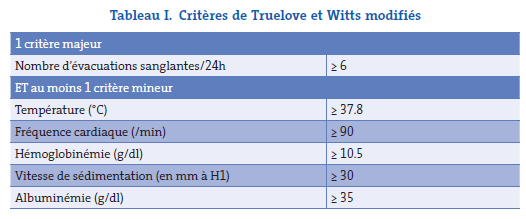 Tableau I. Critères de Truelove et Witts modifiés
1 critère majeur
Nombre d'évacuations sanglantes/24h ≥ 6
ET au moins 1 critère mineur
Température (°C) ≥ 37.8
Fréquence cardiaque (/min) ≥ 90
Hémoglobinémie (g/dl) ≥ 10.5
Vitesse de sédimentation (en mm à H1) ≥ 30
Albuminémie (g/dl) ≥ 35